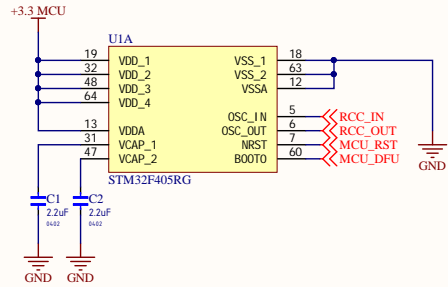 +3.3 MCU
U1A
19 VDD_1 VSS_1 18
32 VDD_2 VSS_2 63
48 VDD_3 VSSA 12
64 VDD_4
OSC_IN 5 RCC_IN
13 VDDA OSC_OUT 6 RCC_OUT
31 VCAP_1 NRST 7 MCU_RST
47 VCAP_2 BOOT0 60 MCU_DFU
STM32F405RG
GND
C1 C2
2.2uF 2.2uF
0402 0402
GND GND